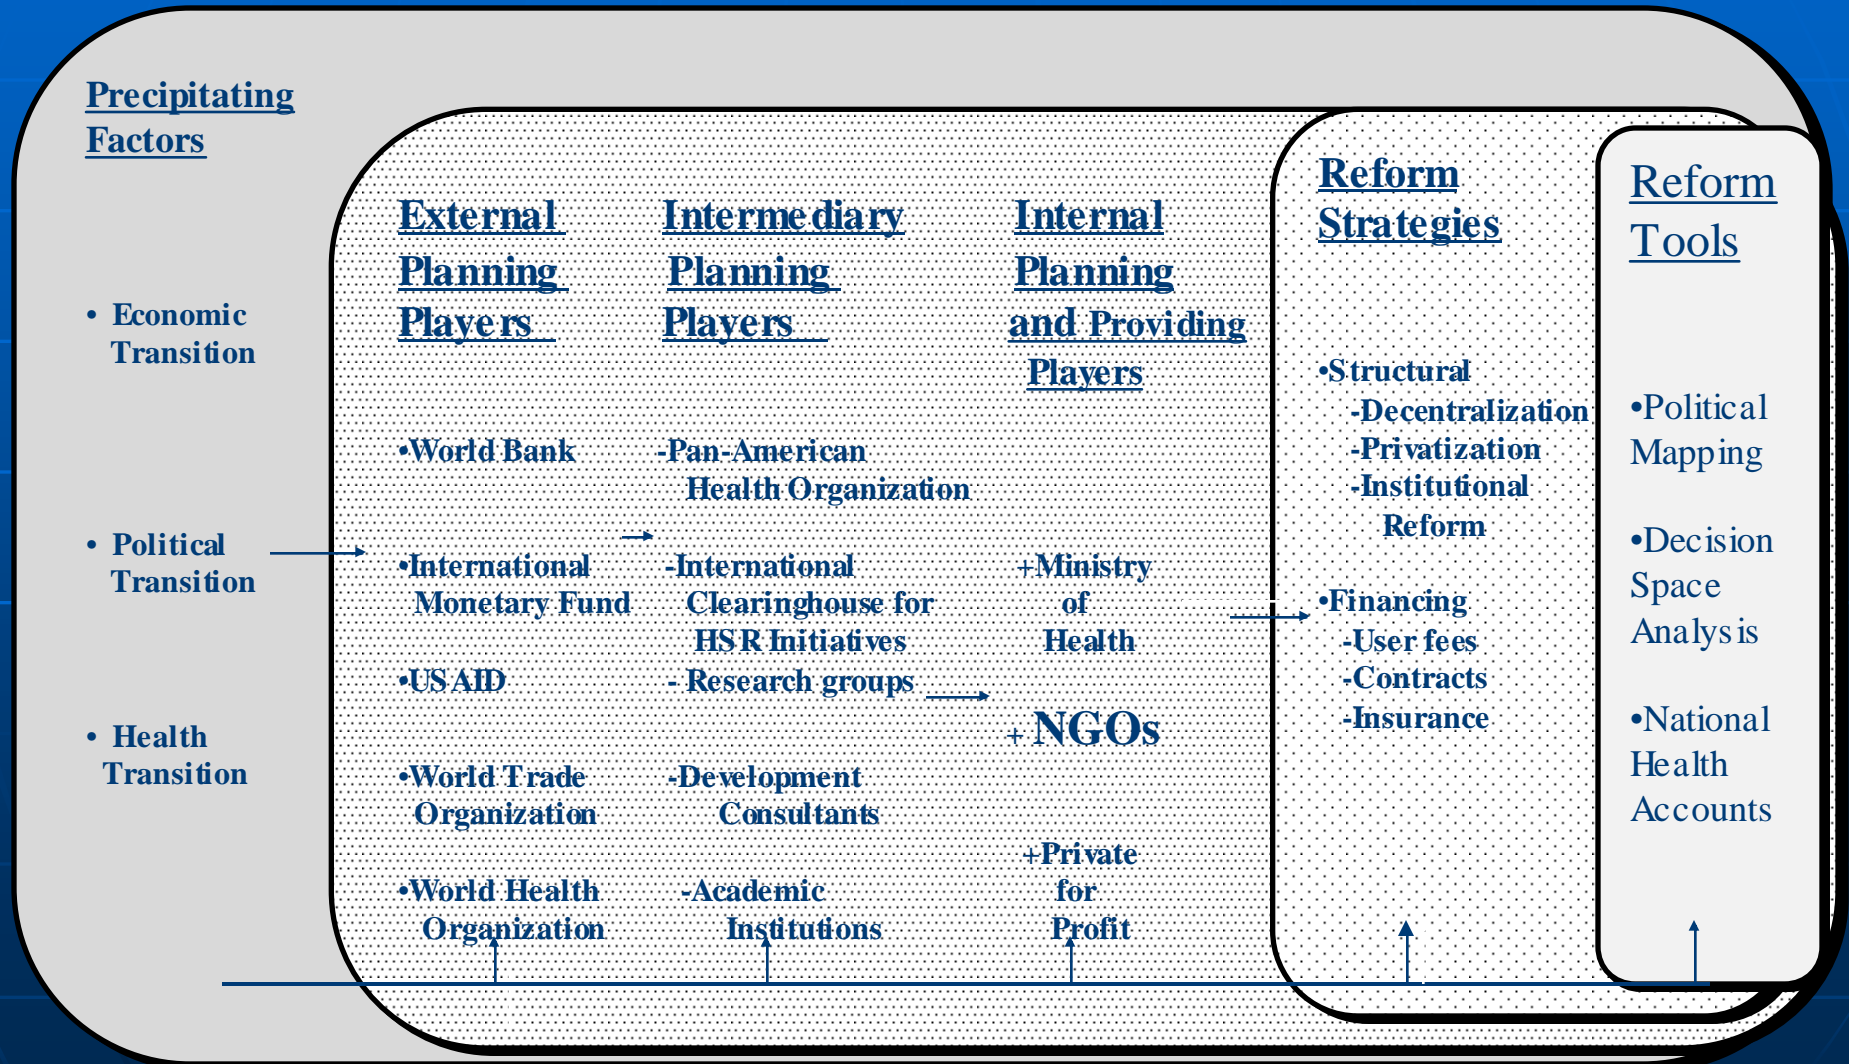 Precipitating
Factors
• Economic
Transition
• Political
Transition
• Health
Transition
External
Planning
Players
•World Bank
•International
Monetary Fund
•USAID
•World Trade
Organization
•World Health
Organization
Intermediary
Planning
Players
-Pan-American
Health Organization
-International
Clearinghouse for
HSR Initiatives
- Research groups
-Development
Consultants
-Academic
Institutions
Internal
Planning
and Providing
Players
+Ministry
of
Health
+ NGOs
+Private
for
Profit
Reform
Strategies
•Structural
-Decentralization
-Privatization
-Institutional
Reform
•Financing
-User fees
-Contracts
-Insurance
Reform
Tools
•Political
Mapping
•Decision
Space
Analysis
•National
Health
Accounts